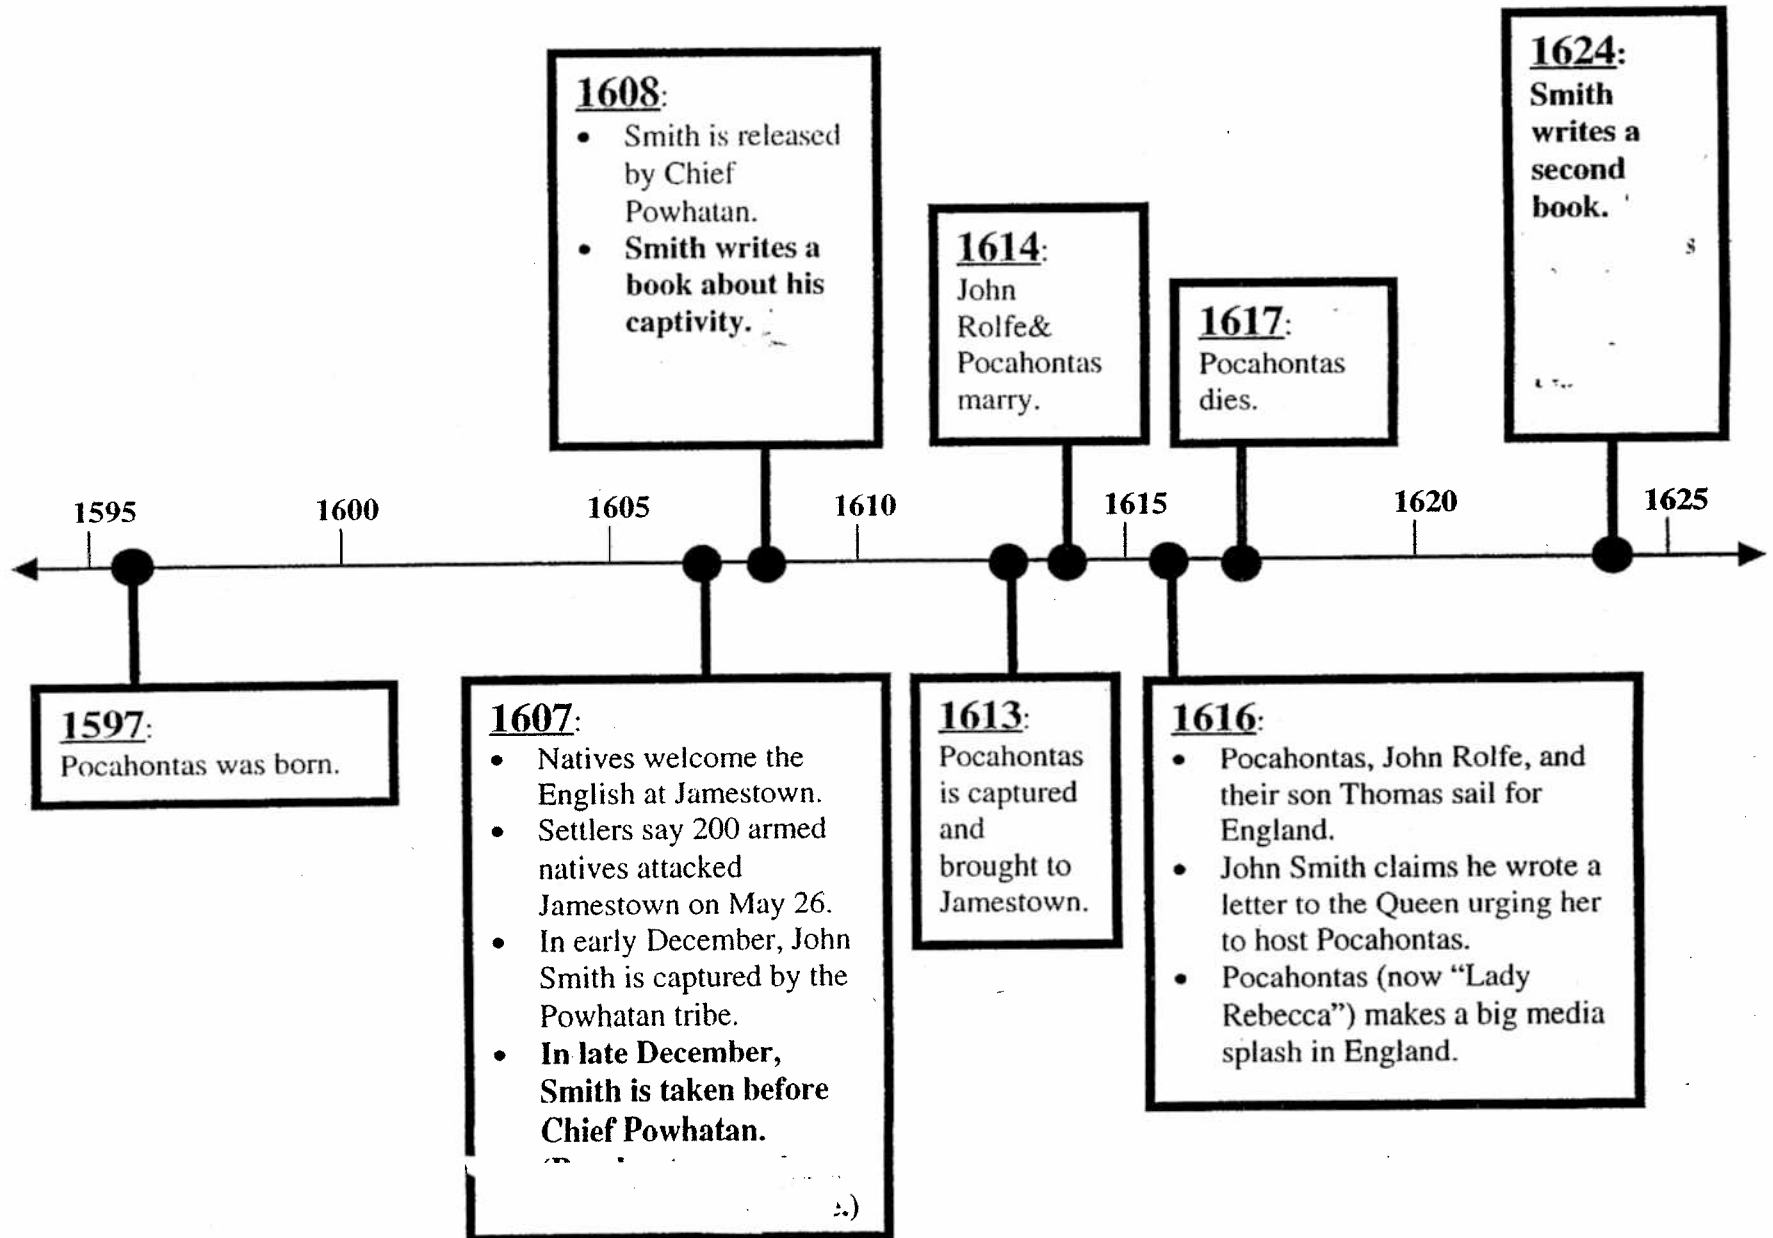 1608:
• Smith is released
by Chief
Powhatan.
• Smith writes a
book about his
captivity.
1614:
John
Rolfe&
Pocahontas
marry.
1617:
Pocahontas
dies.
1624:
Smith
writes a
second
book.
1595
1600
1605
1610
1615
1620
1625
1597:
Pocahontas was born.
1607:
• Natives welcome the
English at Jamestown.
• Settlers say 200 armed
natives attacked
Jamestown on May 26.
• In early December, John
Smith is captured by the
Powhatan tribe.
• In late December,
Smith is taken before
Chief Powhatan.
1613:
Pocahontas
is captured
and
brought to
Jamestown.
1616:
• Pocahontas, John Rolfe, and
their son Thomas sail for
England.
• John Smith claims he wrote a
letter to the Queen urging her
to host Pocahontas.
• Pocahontas (now “Lady
Rebecca”) makes a big media
splash in England.